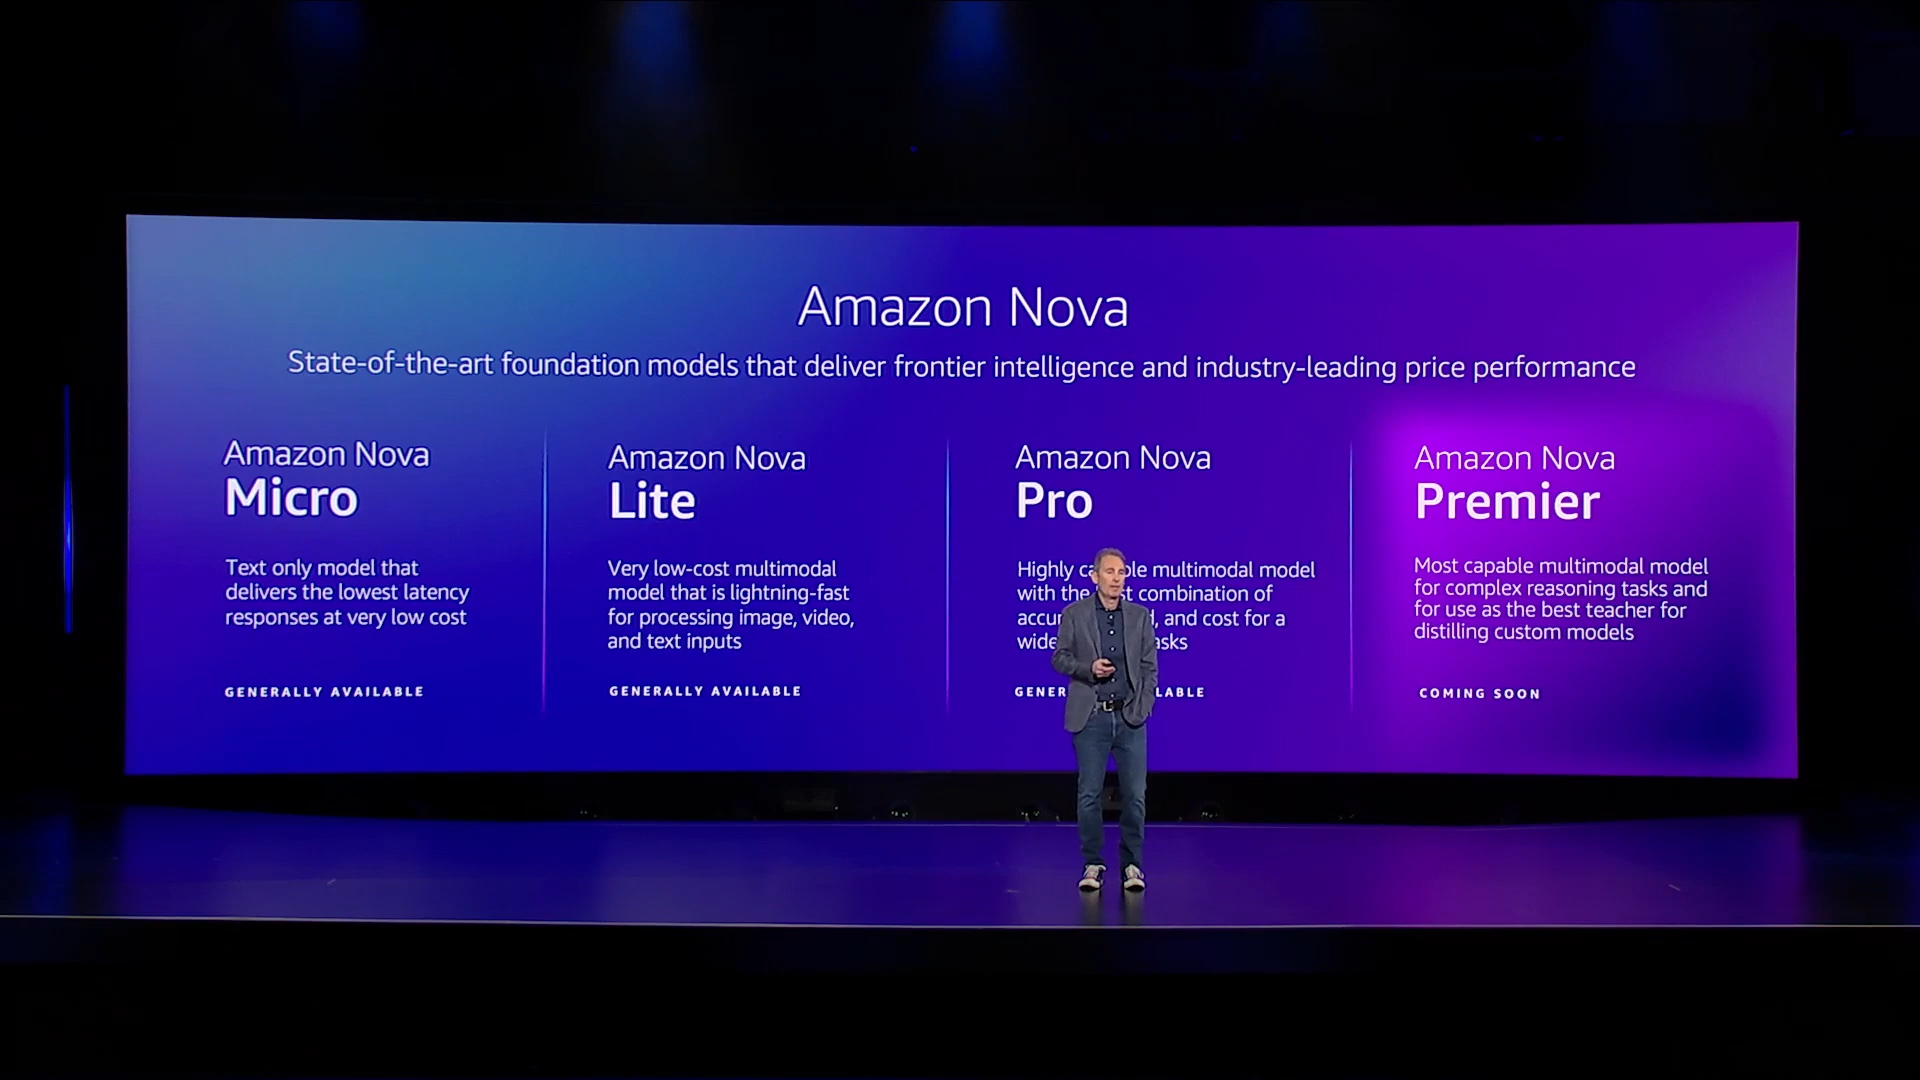 Amazon Nova
State-of-the-art foundation models that deliver frontier intelligence and industry-leading price performance
Amazon Nova
Micro
Text only model that
delivers the lowest latency
responses at very low cost
GENERALLY AVAILABLE
Amazon Nova
Lite
Very low-cost multimodal
model that is lightning-fast
for processing image, video,
and text inputs
GENERALLY AVAILABLE
Amazon Nova
Pro
Highly multimodal model
with the combination of
and cost for a
wide
Amazon Nova
Premier
Most capable multimodal model
for complex reasoning tasks and
for use as the best teacher for
distilling custom models
COMING SOON